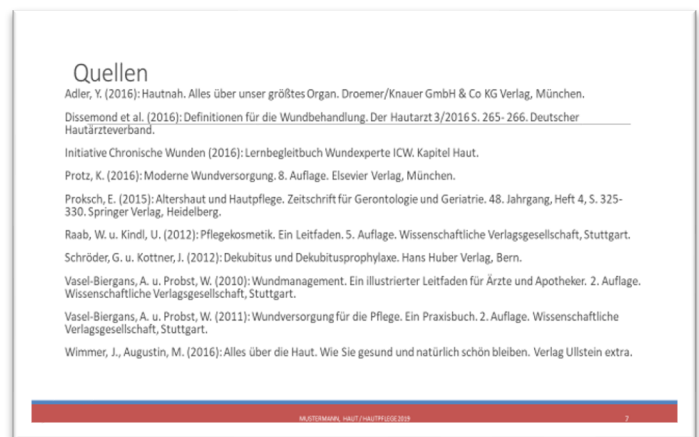 Quellen
Adler, Y. (2016): Hautnah. Alles über unser größtes Organ. Droemer/Knauer GmbH & Co KG Verlag, München.
Dissemond et al. (2016): Definitionen für die Wundbehandlung. Der Hautarzt 3/2016 S. 265- 266. Deutscher
Hautärzteverband.
Initiative Chronische Wunden (2016): Lernbegleitbuch Wundexperte ICW. Kapitel Haut.
Protz, K. (2016): Moderne Wundversorgung. 8. Auflage. Elsevier Verlag, München.
Proksch, E. (2015): Altershaut und Hautpflege. Zeitschrift für Gerontologie und Geriatrie. 48. Jahrgang, Heft 4, S. 325-
330. Springer Verlag, Heidelberg.
Raab, W. u. Kindl, U. (2012): Pflegekosmetik. Ein Leitfaden. 5. Auflage. Wissenschaftliche Verlagsgesellschaft, Stuttgart.
Schröder, G. u. Kottner, J. (2012): Dekubitus und Dekubitusprophylaxe. Hans Huber Verlag, Bern.
Vasel-Biergans, A. u. Probst, W. (2010): Wundmanagement. Ein illustrierter Leitfaden für Ärzte und Apotheker. 2. Auflage.
Wissenschaftliche Verlagsgesellschaft, Stuttgart.
Vasel-Biergans, A. u. Probst, W. (2011): Wundversorgung für die Pflege. Ein Praxisbuch. 2. Auflage. Wissenschaftliche
Verlagsgesellschaft, Stuttgart.
Wimmer, J., Augustin, M. (2016): Alles über die Haut. Wie Sie gesund und natürlich schön bleiben. Verlag Ullstein extra.
MUSTERMANN, HAUT / HAUTPFLEGE 2019
7